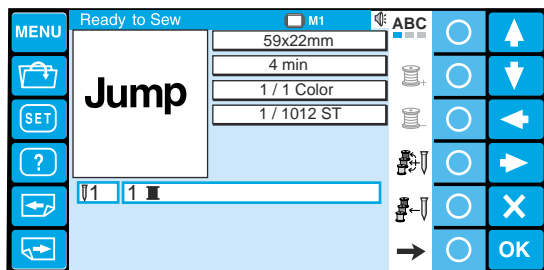 MENU
Ready to Sew
M1
ABC
59x22mm
4 min
Jump
1 / 1 Color
SET
1 / 1012 ST
?
1
1
OK